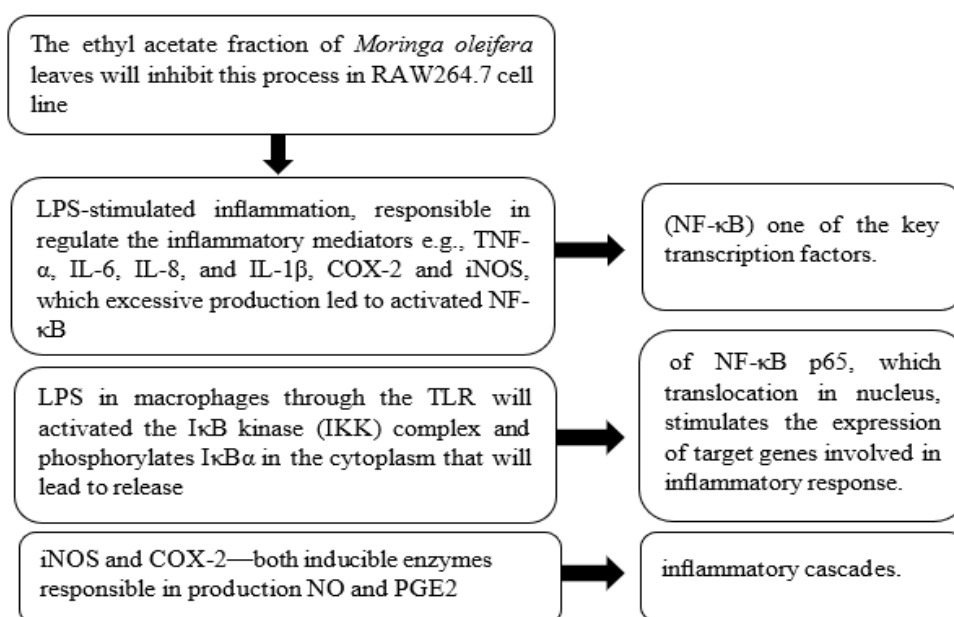 The ethyl acetate fraction of Moringa oleifera
leaves will inhibit this process in RAW264.7 cell
line
LPS-stimulated inflammation, responsible in
regulate the inflammatory mediators e.g., TNF-
α, IL-6, IL-8, and IL-1β, COX-2 and iNOS,
which excessive production led to activated NF-
κB
(NF-κB) one of the key
transcription factors.
LPS in macrophages through the TLR will
activated the IκB kinase (IKK) complex and
phosphorylates IκBα in the cytoplasm that will
lead to release
of NF-κB p65, which
translocation in nucleus,
stimulates the expression
of target genes involved in
inflammatory response.
iNOS and COX-2—both inducible enzymes
responsible in production NO and PGE2
inflammatory cascades.